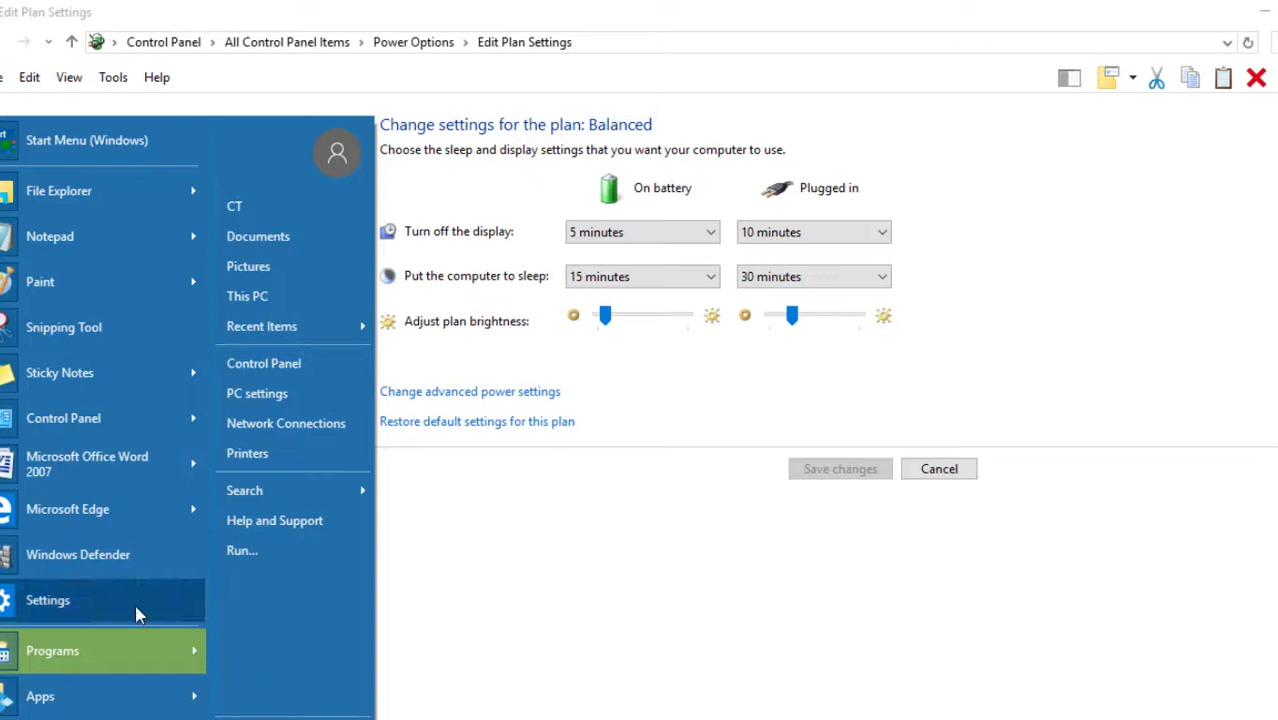 Edit Plan Settings
Control Panel > All Control Panel Items > Power Options > Edit Plan Settings
Edit View Tools Help
Start Menu (Windows)
File Explorer
Notepad
Paint
Snipping Tool
Sticky Notes
Control Panel
Microsoft Office Word
2007
Microsoft Edge
Windows Defender
Settings
Programs
Apps
CT
Documents
Pictures
This PC
Recent Items
Control Panel
PC settings
Network Connections
Printers
Search
Help and Support
Run...
Change settings for the plan: Balanced
Choose the sleep and display settings that you want your computer to use.
On battery Plugged in
Turn off the display: 5 minutes 10 minutes
Put the computer to sleep: 15 minutes 30 minutes
Adjust plan brightness:
Change advanced power settings
Restore default settings for this plan
Save changes Cancel